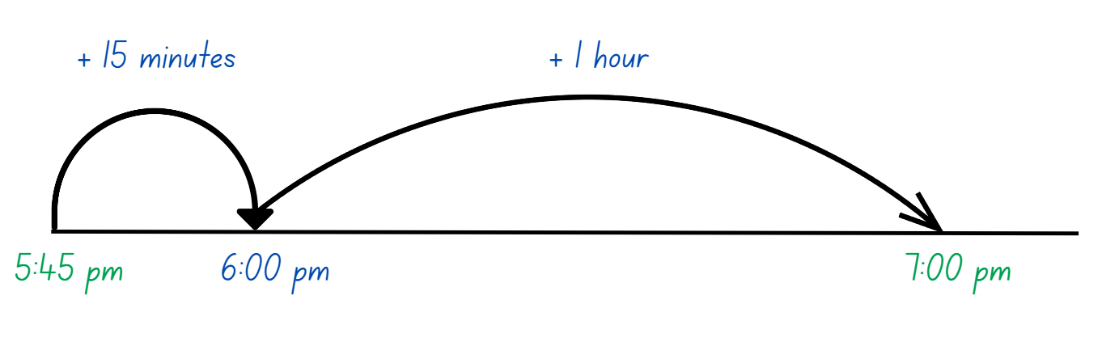 + 15 minutes
+ 1 hour
5:45 pm
6:00 pm
7:00 pm